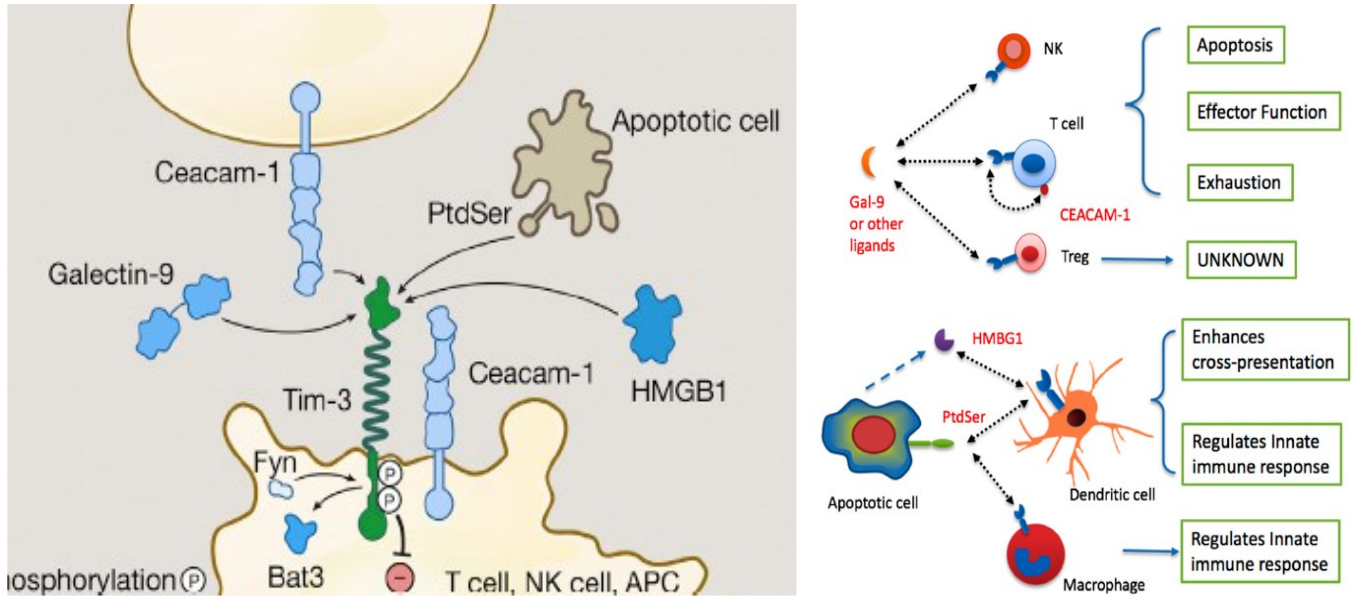 Ceacam-1
Apoptotic cell
PtdSer
Galectin-9
Ceacam-1
HMGB1
Tim-3
Fyn
P
P
Bat3
hosphorylation P
T cell, NK cell, APC
NK
T cell
Gal-9
or other
ligands
CEACAM-1
Treg
Apoptosis
Effector Function
Exhaustion
UNKNOWN
HMBG1
PtdSer
Apoptotic cell
Dendritic cell
Macrophage
Enhances
cross-presentation
Regulates Innate
immune response
Regulates Innate
immune response